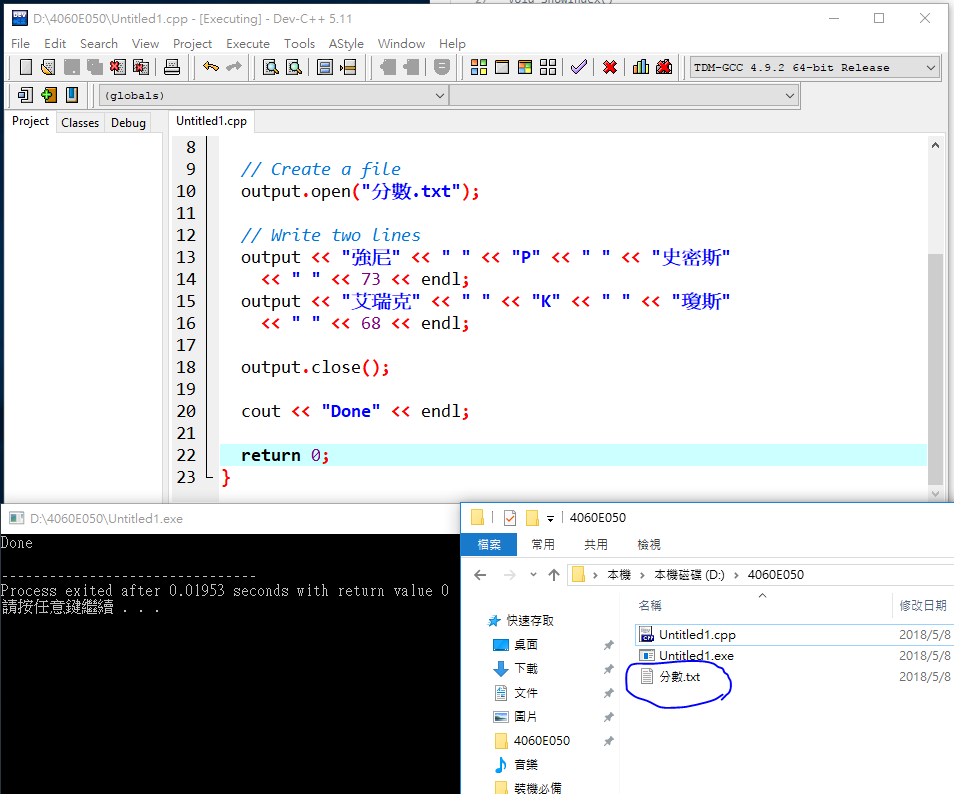 27 void ShowIndex()
D:\4060E050\Untitled1.cpp - [Executing] - Dev-C++ 5.11
File Edit Search View Project Execute Tools AStyle Window Help
TDM-GCC 4.9.2 64-bit Release
(globals)
Project Classes Debug
Untitled1.cpp
8
9 // Create a file
10 output.open("分數.txt");
11
12 // Write two lines
13 output << "強尼" << " " << "P" << " " << "史密斯"
14 << " " << 73 << endl;
15 output << "艾瑞克" << " " << "K" << " " << "瓊斯"
16 << " " << 68 << endl;
17
18 output.close();
19
20 cout << "Done" << endl;
21
22 return 0;
23 }
D:\4060E050\Untitled1.exe
Done
--------------------------------
Process exited after 0.01953 seconds with return value 0
請按任意鍵繼續 . . .
4060E050
檔案 常用 共用 檢視
本機 > 本機磁碟 (D:) > 4060E050
名稱 修改日期
快速存取
桌面
下載
文件
圖片
4060E050
音樂
裝機必備
Untitled1.cpp 2018/5/8
Untitled1.exe 2018/5/8
分數.txt 2018/5/8